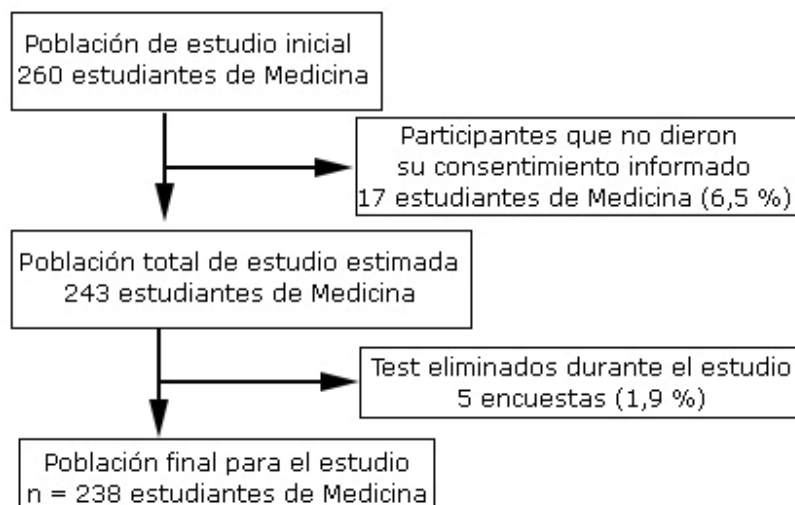 Población de estudio inicial
260 estudiantes de Medicina
Participantes que no dieron
su consentimiento informado
17 estudiantes de Medicina (6,5 %)
Población total de estudio estimada
243 estudiantes de Medicina
Test eliminados durante el estudio
5 encuestas (1,9 %)
Población final para el estudio
n = 238 estudiantes de Medicina